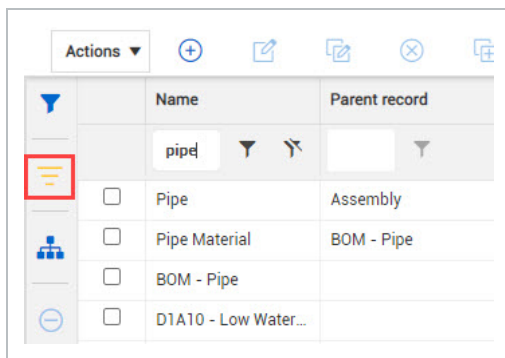 Actions
Name Parent record
pipe
Pipe Assembly
Pipe Material BOM - Pipe
BOM - Pipe
D1A10 - Low Water...